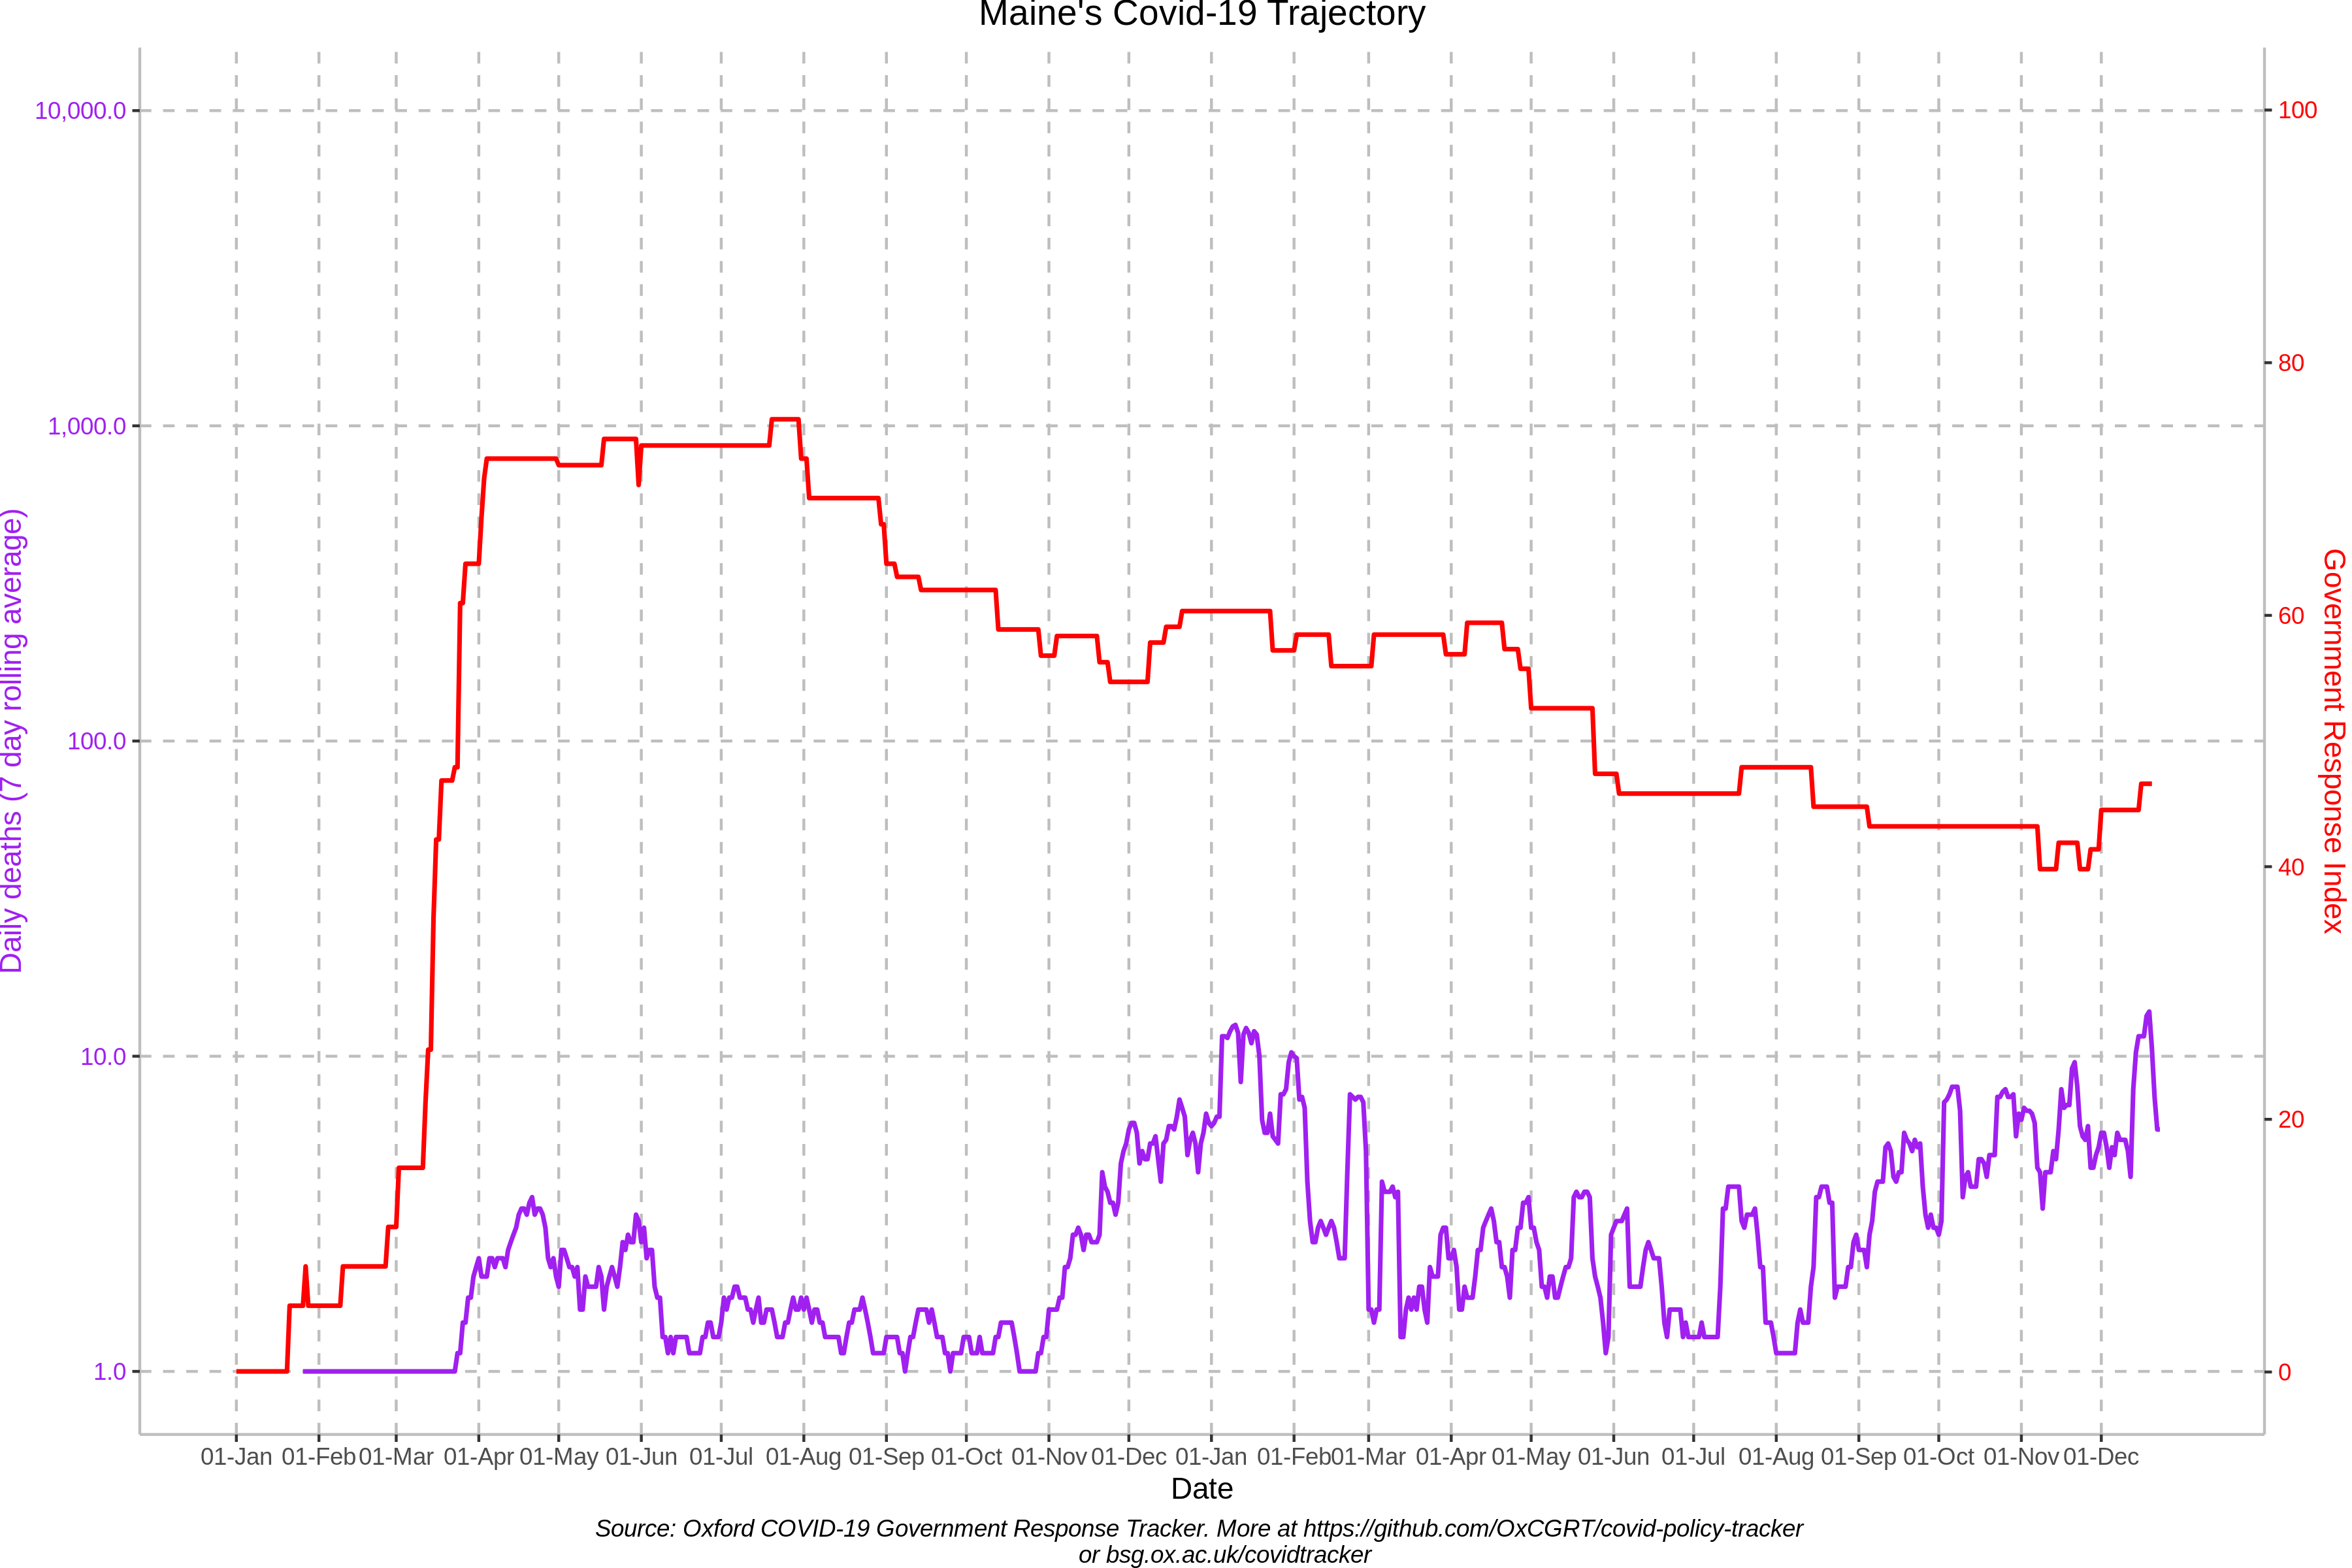 Maine's Covid-19 Trajectory
10,000.0
1,000.0
100.0
10.0
1.0
Daily deaths (7 day rolling average)
100
80
60
40
20
0
Government Response Index
01-Jan 01-Feb 01-Mar 01-Apr 01-May 01-Jun 01-Jul 01-Aug 01-Sep 01-Oct 01-Nov 01-Dec 01-Jan 01-Feb 01-Mar 01-Apr 01-May 01-Jun 01-Jul 01-Aug 01-Sep 01-Oct 01-Nov 01-Dec
Date
Source: Oxford COVID-19 Government Response Tracker. More at https://github.com/OxCGRT/covid-policy-tracker
or bsg.ox.ac.uk/covidtracker